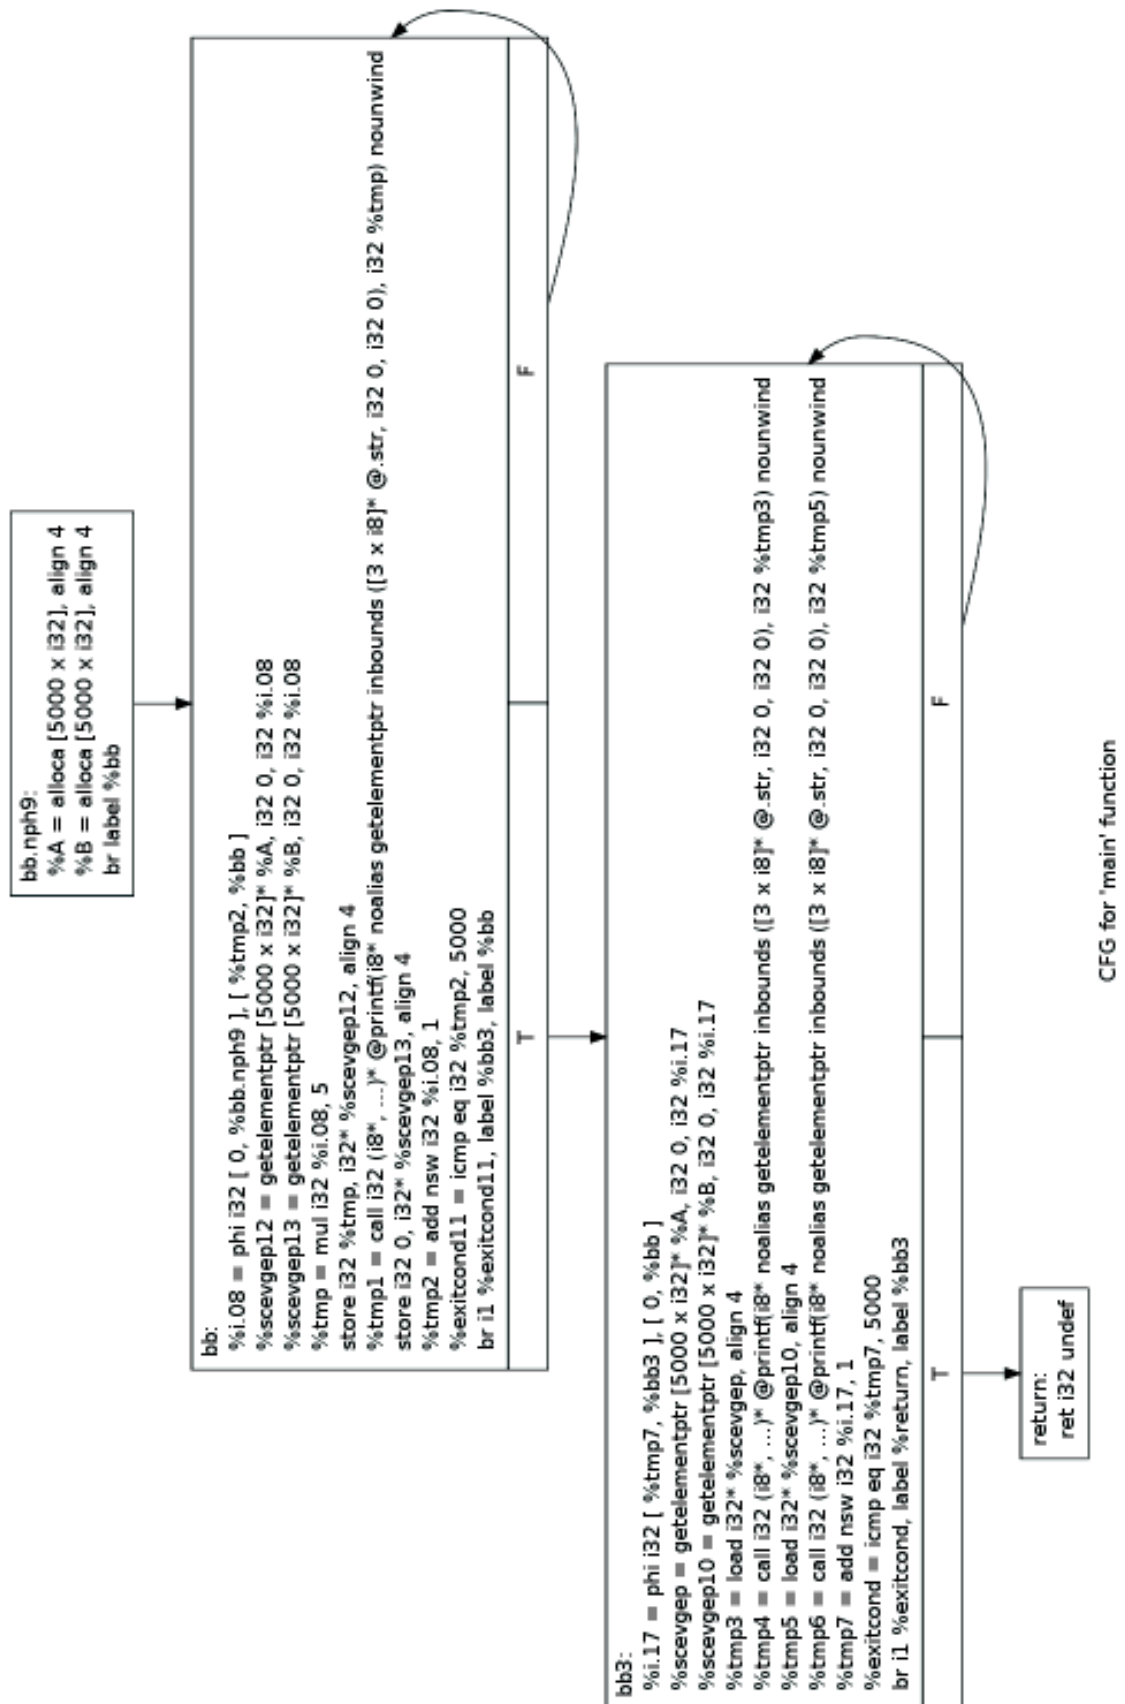 bb.nph9:
%A = alloca [5000 x i32], align 4
%B = alloca [5000 x i32], align 4
br label %bb
bb:
%i.08 = phi i32 [ 0, %bb.nph9 ], [ %tmp2, %bb ]
%scevgep12 = getelementptr [5000 x i32]* %A, i32 0, i32 %i.08
%scevgep13 = getelementptr [5000 x i32]* %B, i32 0, i32 %i.08
%tmp = mul i32 %i.08, 5
store i32 %tmp, i32* %scevgep12, align 4
%tmp1 = call i32 (i8*, ...)* @printf(i8* noalias getelementptr inbounds ([3 x i8]* @.str, i32 0, i32 0), i32 %tmp) nounwind
store i32 0, i32* %scevgep13, align 4
%tmp2 = add nsw i32 %i.08, 1
%exitcond11 = icmp eq i32 %tmp2, 5000
br i1 %exitcond11, label %bb3, label %bb
T F
bb3:
%i.17 = phi i32 [ %tmp7, %bb3 ], [ 0, %bb ]
%scevgep = getelementptr [5000 x i32]* %A, i32 0, i32 %i.17
%scevgep10 = getelementptr [5000 x i32]* %B, i32 0, i32 %i.17
%tmp3 = load i32* %scevgep, align 4
%tmp4 = call i32 (i8*, ...)* @printf(i8* noalias getelementptr inbounds ([3 x i8]* @.str, i32 0, i32 0), i32 %tmp3) nounwind
%tmp5 = load i32* %scevgep10, align 4
%tmp6 = call i32 (i8*, ...)* @printf(i8* noalias getelementptr inbounds ([3 x i8]* @.str, i32 0, i32 0), i32 %tmp5) nounwind
%tmp7 = add nsw i32 %i.17, 1
%exitcond = icmp eq i32 %tmp7, 5000
br i1 %exitcond, label %return, label %bb3
T F
return:
ret i32 undef
CFG for 'main' function